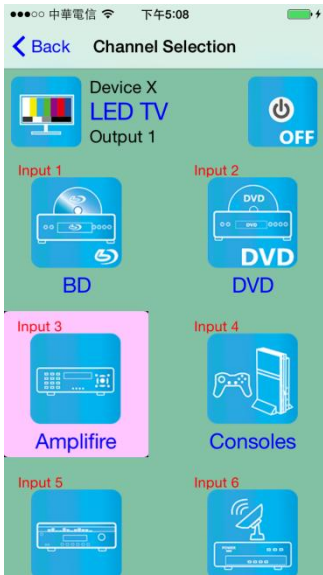 中華電信 下午5:08
Back Channel Selection
Device X
LED TV
Output 1
OFF
Input 1 Input 2
DVD
DVD
BD DVD
Input 3 Input 4
Amplifire Consoles
Input 5 Input 6